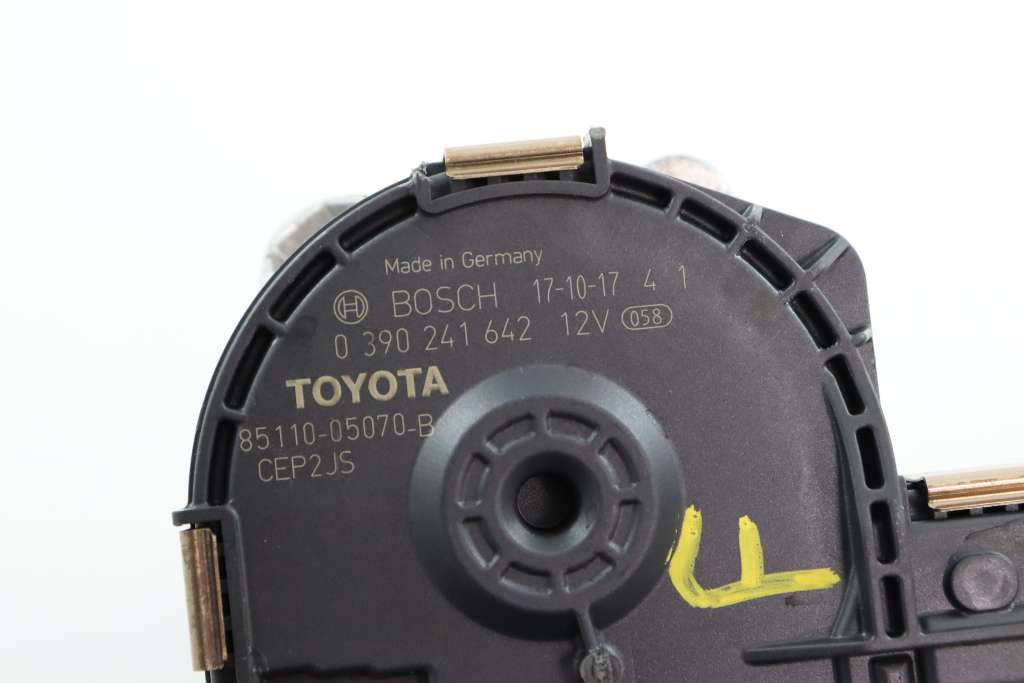 Made in Germany
BOSCH 17-10-17 4 1
0 390 241 642 12V 058
TOYOTA
85110-05070-B
CEP2JS
F